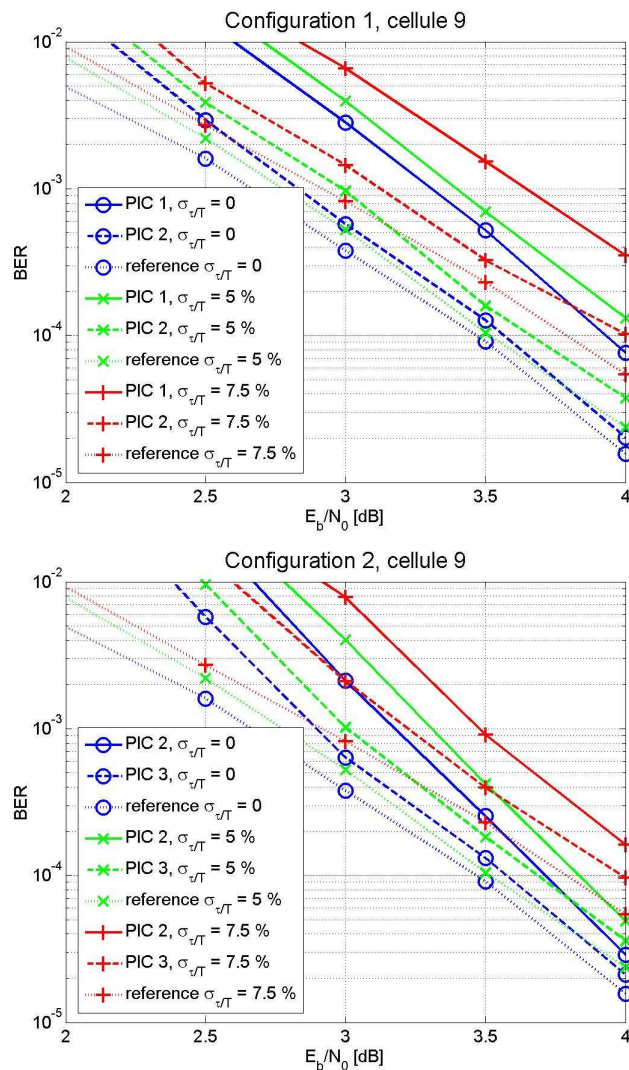 Configuration 1, cellule 9
BER
10^-2
10^-3
10^-4
10^-5
PIC 1, σ_τ/T = 0
PIC 2, σ_τ/T = 0
reference σ_τ/T = 0
PIC 1, σ_τ/T = 5 %
PIC 2, σ_τ/T = 5 %
reference σ_τ/T = 5 %
PIC 1, σ_τ/T = 7.5 %
PIC 2, σ_τ/T = 7.5 %
reference σ_τ/T = 7.5 %
2 2.5 3 3.5 4
E_b/N_0 [dB]
Configuration 2, cellule 9
BER
10^-2
10^-3
10^-4
10^-5
PIC 2, σ_τ/T = 0
PIC 3, σ_τ/T = 0
reference σ_τ/T = 0
PIC 2, σ_τ/T = 5 %
PIC 3, σ_τ/T = 5 %
reference σ_τ/T = 5 %
PIC 2, σ_τ/T = 7.5 %
PIC 3, σ_τ/T = 7.5 %
reference σ_τ/T = 7.5 %
2 2.5 3 3.5 4
E_b/N_0 [dB]